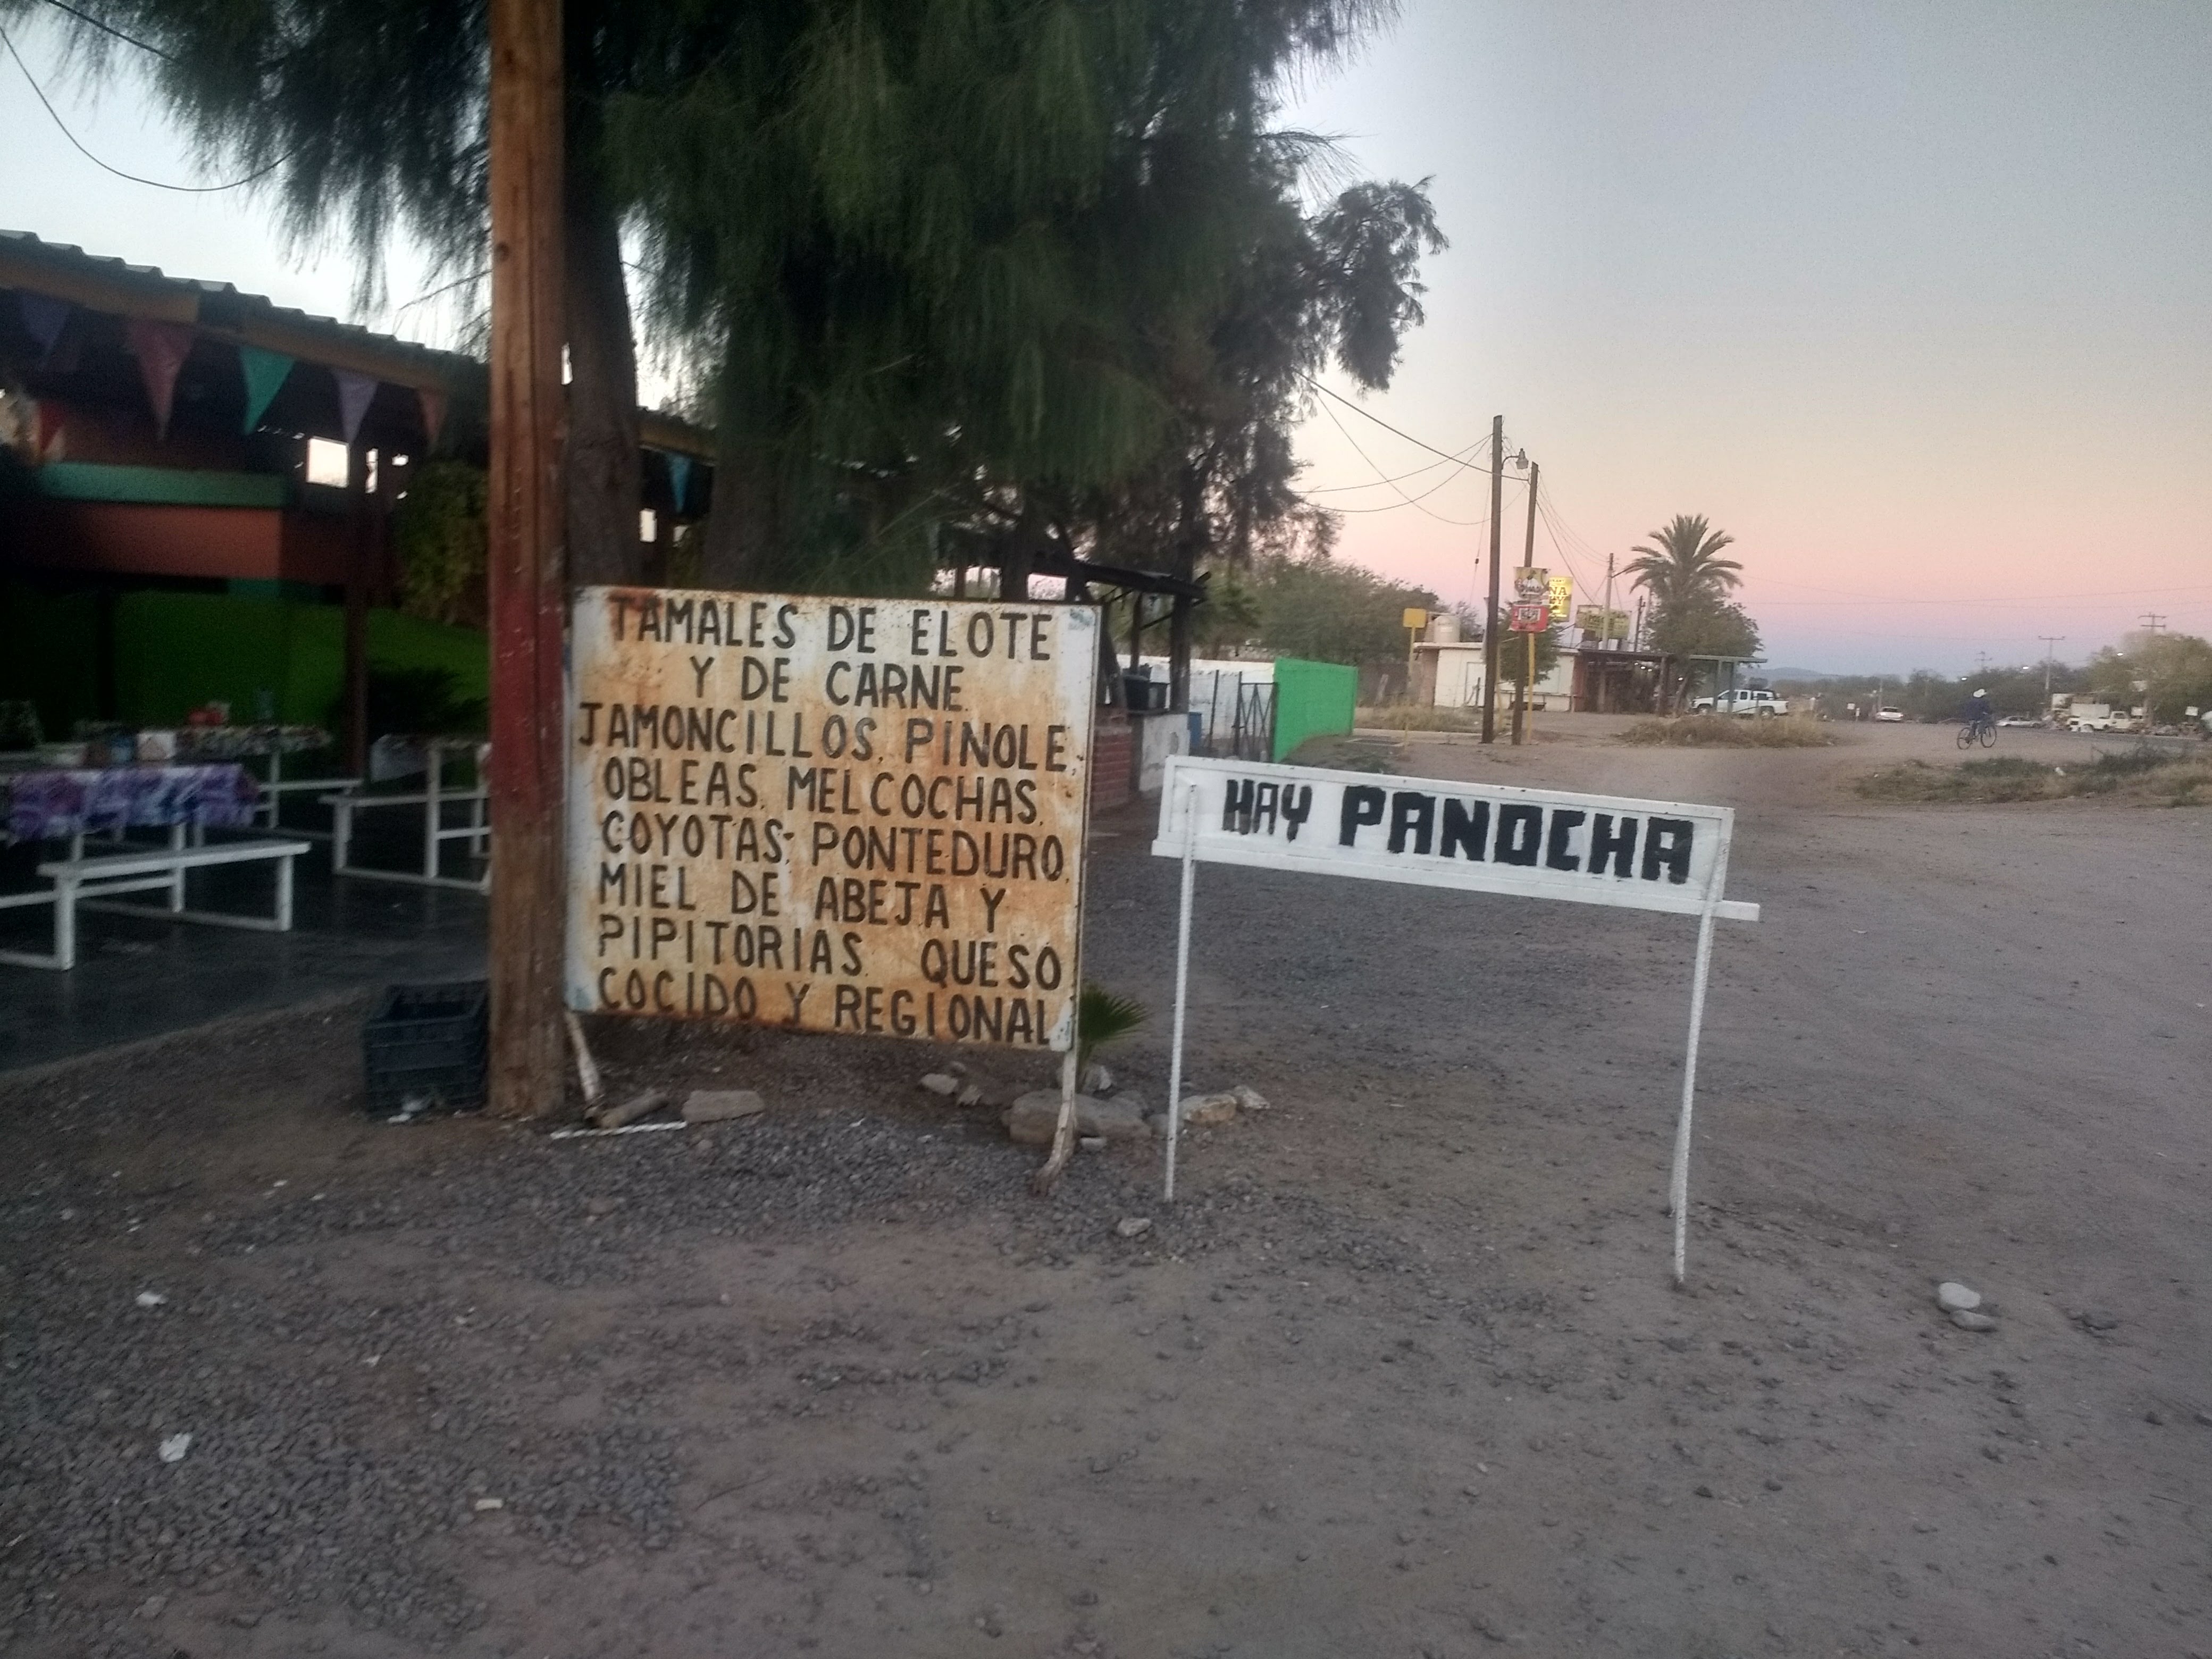 TAMALES DE ELOTE
Y DE CARNE.
JAMONCILLOS, PINOLE,
OBLEAS, MELCOCHAS,
COYOTAS, PONTEDURO,
MIEL DE ABEJA Y
PIPITORIAS. QUESO
COCIDO Y REGIONAL
HAY PANOCHA